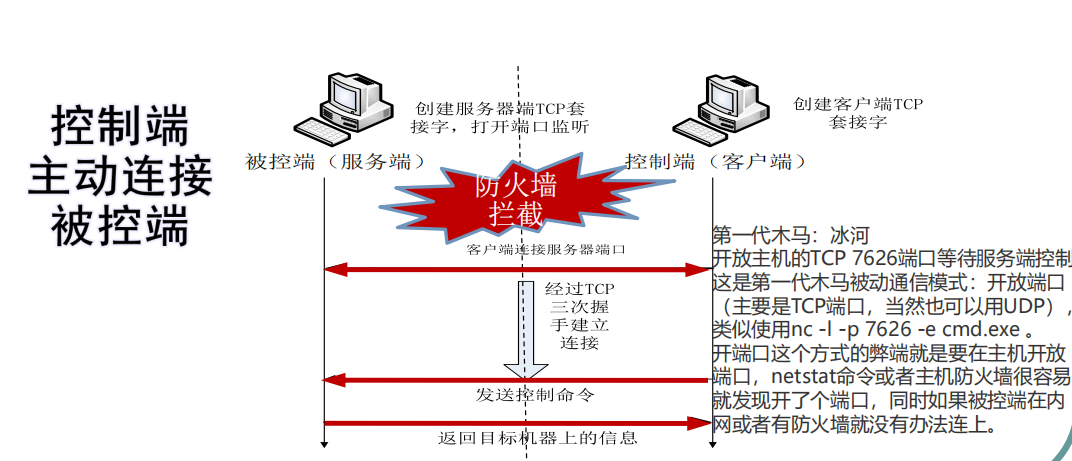 控制端
主动连接
被控端
创建服务器端TCP套
接字，打开端口监听
创建客户端TCP
套接字
被控端（服务端）
控制端（客户端）
防火墙
拦截
客户端连接服务器端口
经过TCP
三次握
手建立
连接
发送控制命令
返回目标机器上的信息
第一代木马：冰河
开放主机的TCP 7626端口等待服务端控制
这是第一代木马被动通信模式：开放端口
（主要是TCP端口，当然也可以用UDP），
类似使用nc -l -p 7626 -e cmd.exe 。
开端口这个方式的弊端就是要在主机开放
端口，netstat命令或者主机防火墙很容易
就发现开了个端口，同时如果被控端在内
网或者有防火墙就没有办法连上。